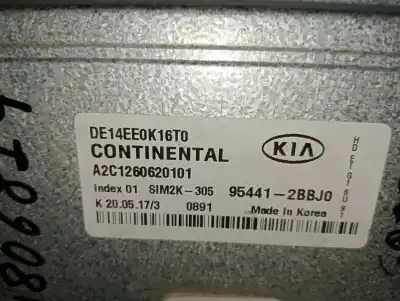 DE14EE0K16T0
CONTINENTAL
KIA
A2C1260620101
Index 01 SIM2K-305 95441-2BBJ0
K 20.05.17/3 0891 Made in Korea